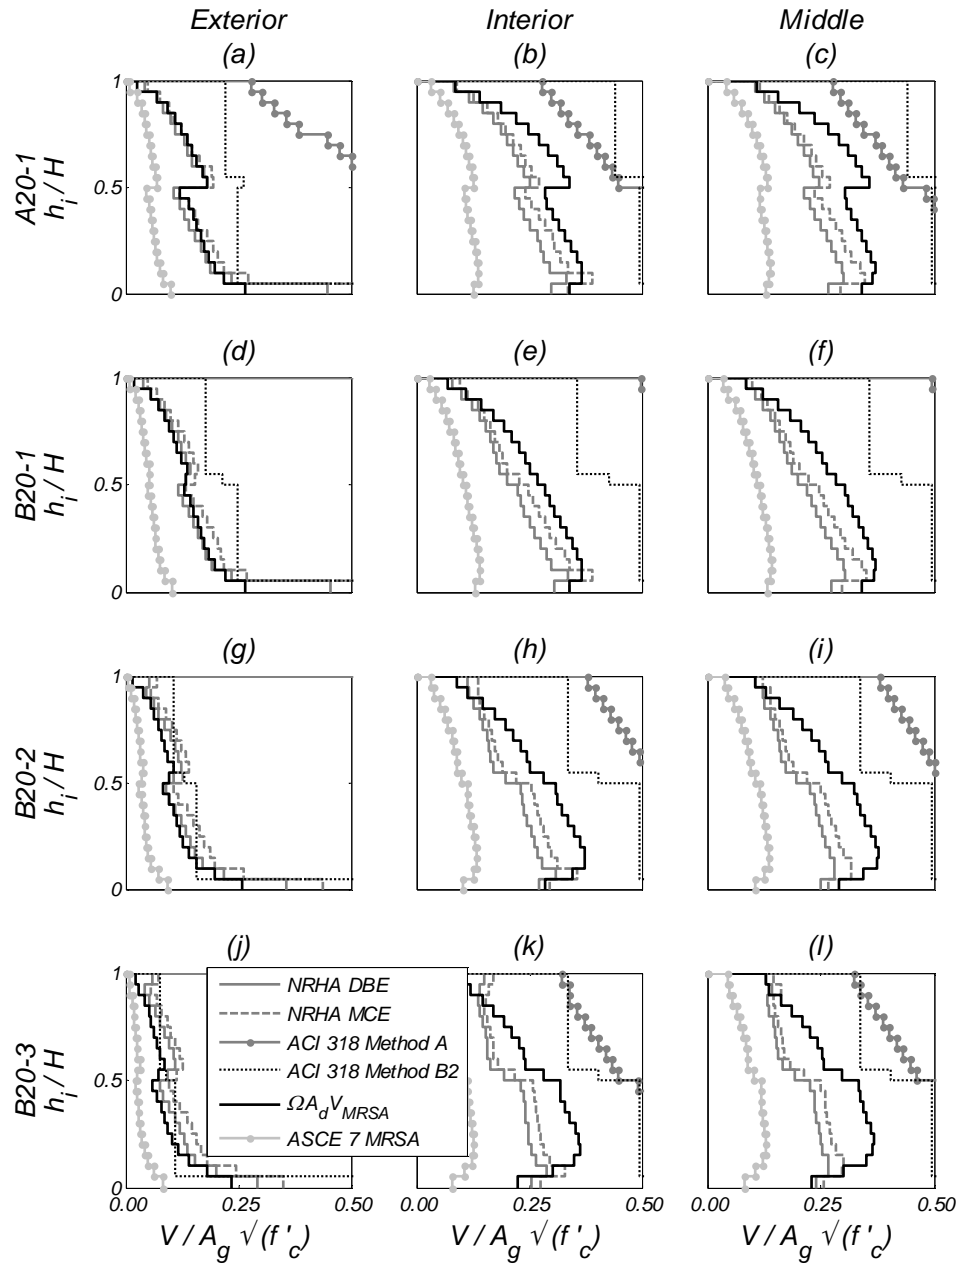 Exterior Interior Middle
(a) (b) (c)
A20-1
h_i / H
1
0.5
0
(d) (e) (f)
B20-1
h_i / H
1
0.5
0
(g) (h) (i)
B20-2
h_i / H
1
0.5
0
(j) (k) (l)
B20-3
h_i / H
1
0.5
0
NRHA DBE
NRHA MCE
ACI 318 Method A
ACI 318 Method B2
ΩA_dV_MRSA
ASCE 7 MRSA
0.25 0.50 0.00 0.25 0.50 0.00 0.25 0.50
V / A_g √(f'_c) V / A_g √(f'_c) V / A_g √(f'_c)